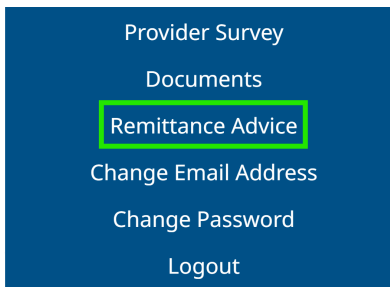 Provider Survey
Documents
Remittance Advice
Change Email Address
Change Password
Logout